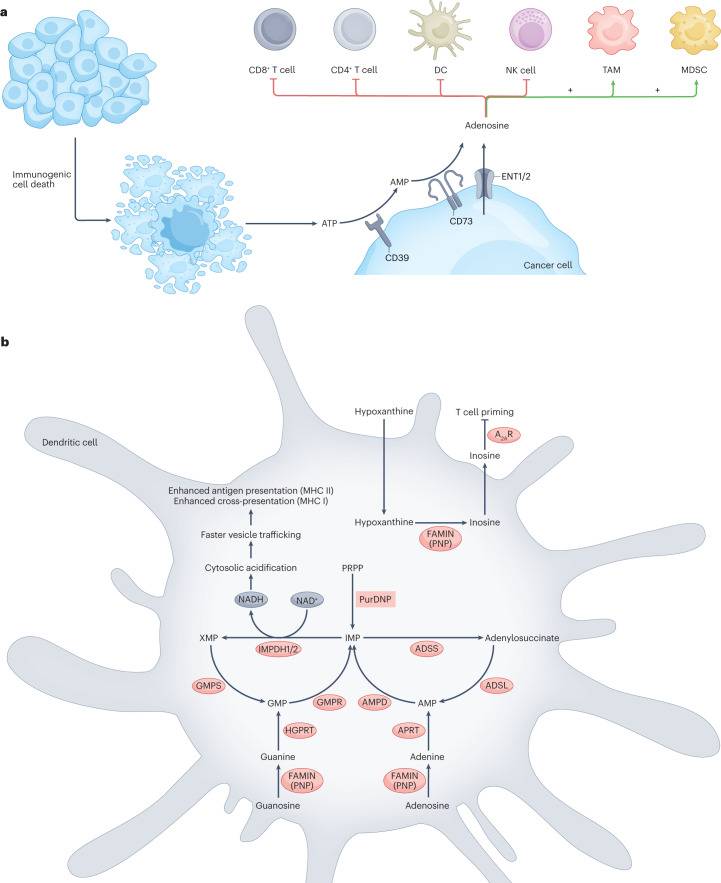 a
CD8+ T cell
CD4+ T cell
DC
NK cell
TAM
MDSC
+
+
Adenosine
Immunogenic
cell death
ATP
AMP
ENT1/2
CD73
CD39
Cancer cell
b
Dendritic cell
Hypoxanthine
T cell priming
A2AR
Inosine
Enhanced antigen presentation (MHC II)
Enhanced cross-presentation (MHC I)
Hypoxanthine
FAMIN
(PNP)
Inosine
Faster vesicle trafficking
Cytosolic acidification
PRPP
NADH
NAD+
PurDNP
XMP
IMPDH1/2
IMP
ADSS
Adenylosuccinate
GMPS
GMP
GMPR
AMPD
AMP
ADSL
HGPRT
APRT
Guanine
Adenine
FAMIN
(PNP)
FAMIN
(PNP)
Guanosine
Adenosine